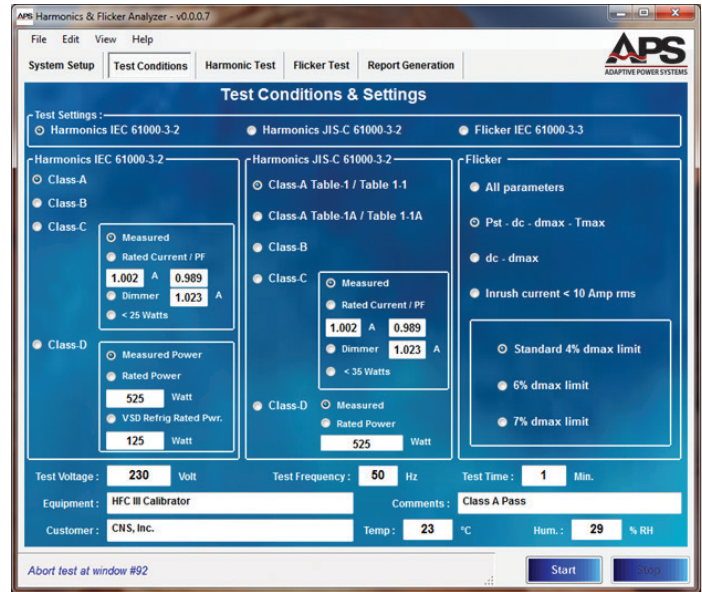 APS Harmonics & Flicker Analyzer - v0.0.0.7
File Edit View Help
APS
ADAPTIVE POWER SYSTEMS
System Setup Test Conditions Harmonic Test Flicker Test Report Generation
Test Conditions & Settings
Test Settings :
Harmonics IEC 61000-3-2 Harmonics JIS-C 61000-3-2 Flicker IEC 61000-3-3
Harmonics IEC 61000-3-2
Class-A
Class-B
Class-C
Measured
Rated Current / PF
1.002 A 0.989
Dimmer 1.023 A
< 25 Watts
Class-D
Measured Power
Rated Power
525 Watt
VSD Refrig Rated Pwr.
125 Watt
Harmonics JIS-C 61000-3-2
Class-A Table-1 / Table 1-1
Class-A Table-1A / Table 1-1A
Class-B
Class-C
Measured
Rated Current / PF
1.002 A 0.989
Dimmer 1.023 A
< 35 Watts
Class-D
Measured
Rated Power
525 Watt
Flicker
All parameters
Pst - dc - dmax - Tmax
dc - dmax
Inrush current < 10 Amp rms
Standard 4% dmax limit
6% dmax limit
7% dmax limit
Test Voltage : 230 Volt Test Frequency : 50 Hz Test Time : 1 Min.
Equipment : HFC III Calibrator Comments : Class A Pass
Customer : CNS, Inc. Temp : 23 °C Hum. : 29 % RH
Abort test at window #92 Start Stop